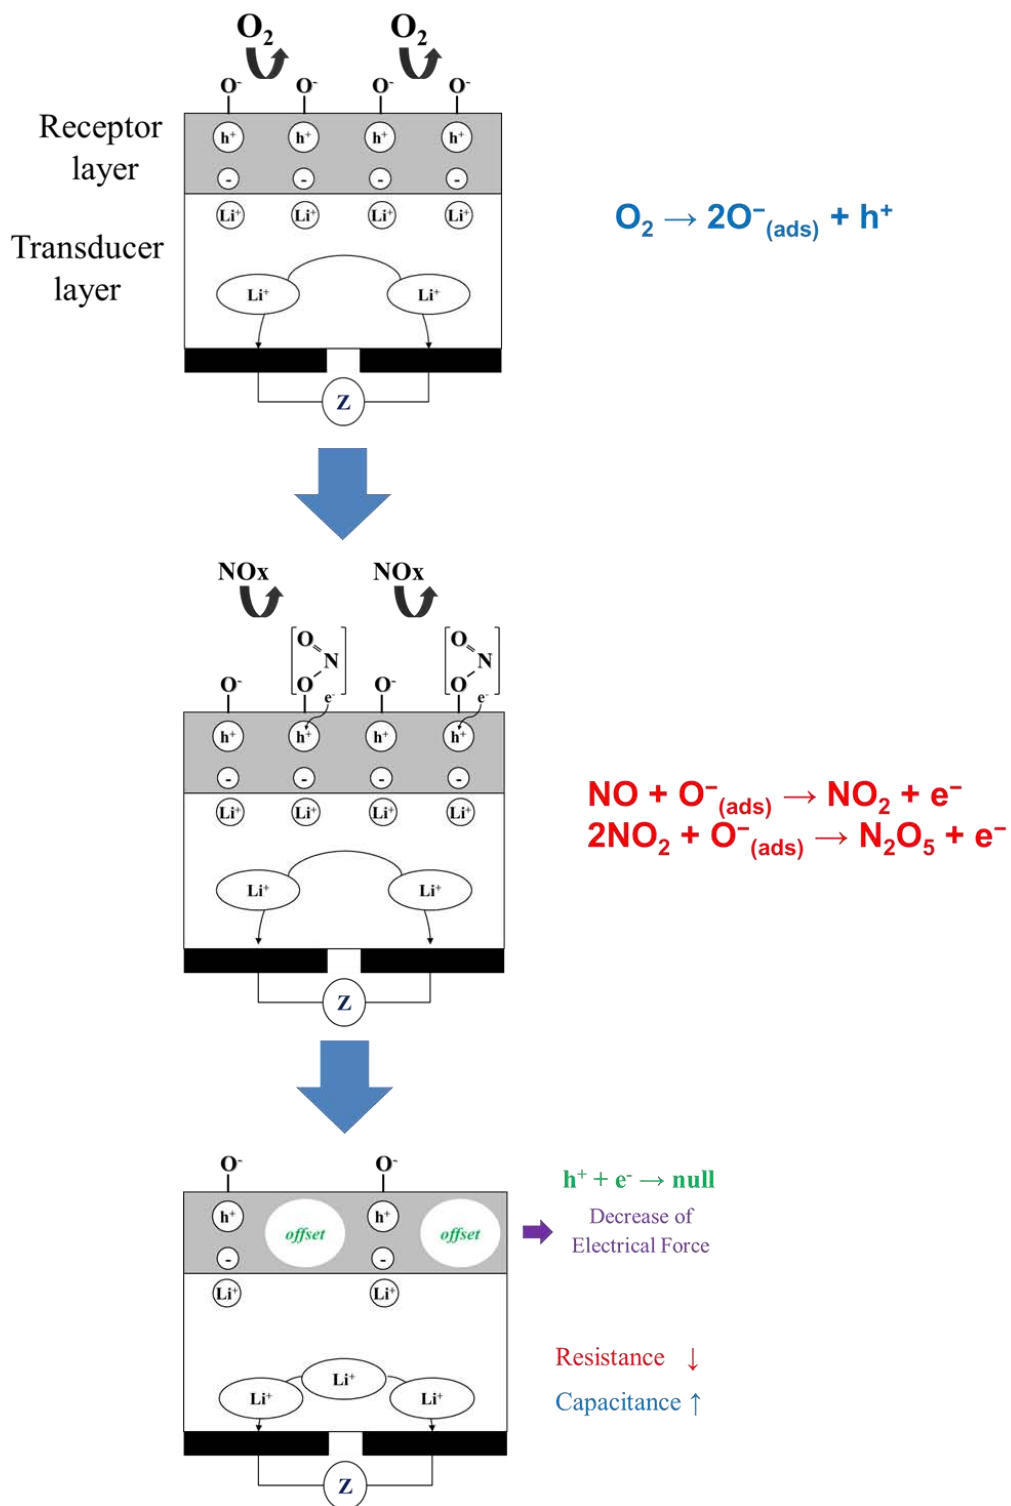 O₂ O₂
O⁻ O⁻ O⁻ O⁻
Receptor
layer
h⁺ h⁺ h⁺ h⁺
- - - -
Li⁺ Li⁺ Li⁺ Li⁺
O₂ → 2O⁻(ads) + h⁺
Transducer
layer
Li⁺ Li⁺
Z
NOx NOx
O N O N
O⁻ O O⁻ O
e⁻ e⁻
h⁺ h⁺ h⁺ h⁺
- - - -
Li⁺ Li⁺ Li⁺ Li⁺
NO + O⁻(ads) → NO₂ + e⁻
2NO₂ + O⁻(ads) → N₂O₅ + e⁻
Li⁺ Li⁺
Z
O⁻ O⁻
h⁺ offset h⁺ offset
- -
Li⁺ Li⁺
h⁺ + e⁻ → null
Decrease of
Electrical Force
Resistance ↓
Capacitance ↑
Li⁺ Li⁺ Li⁺
Z